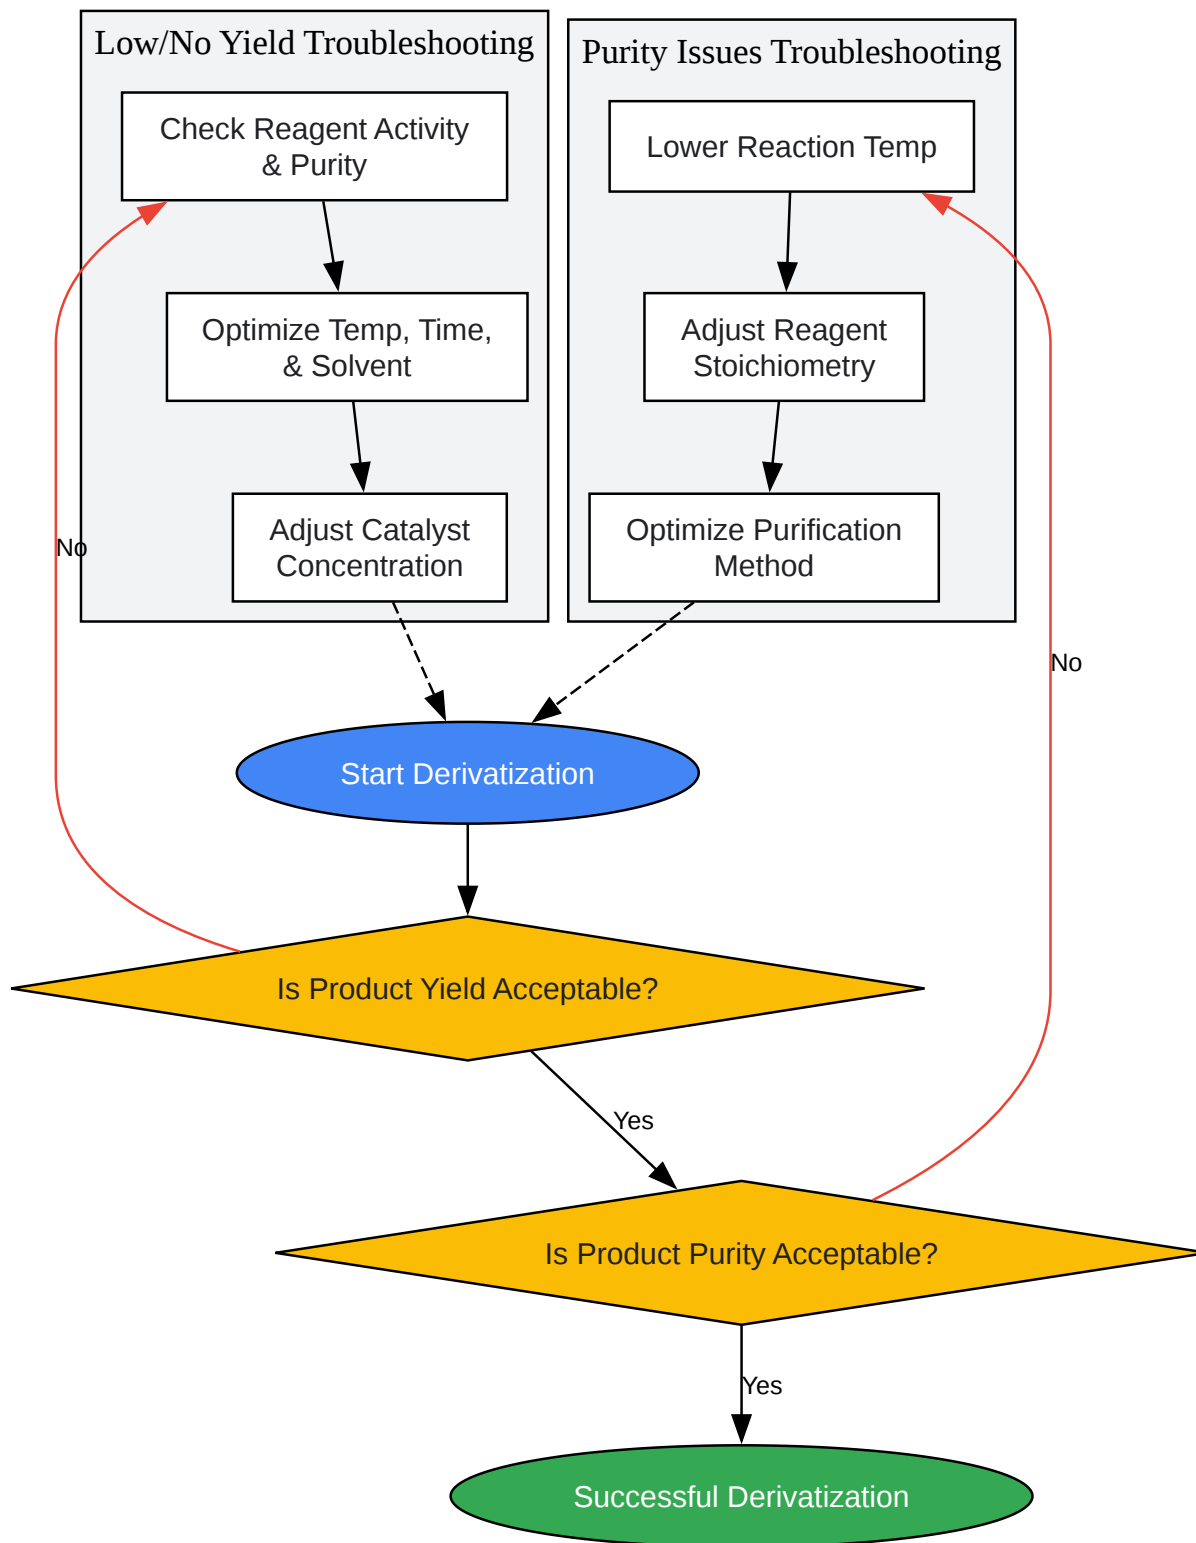 Low/No Yield Troubleshooting
Check Reagent Activity
& Purity
Optimize Temp, Time,
& Solvent
Adjust Catalyst
Concentration
Purity Issues Troubleshooting
Lower Reaction Temp
Adjust Reagent
Stoichiometry
Optimize Purification
Method
No
No
Start Derivatization
Is Product Yield Acceptable?
Yes
Is Product Purity Acceptable?
Yes
Successful Derivatization